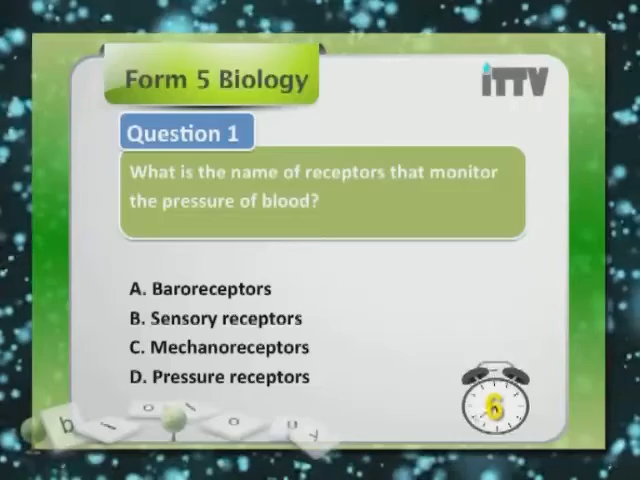 Form 5 Biology
iTTV
Question 1
What is the name of receptors that monitor
the pressure of blood?
A. Baroreceptors
B. Sensory receptors
C. Mechanoreceptors
D. Pressure receptors
6